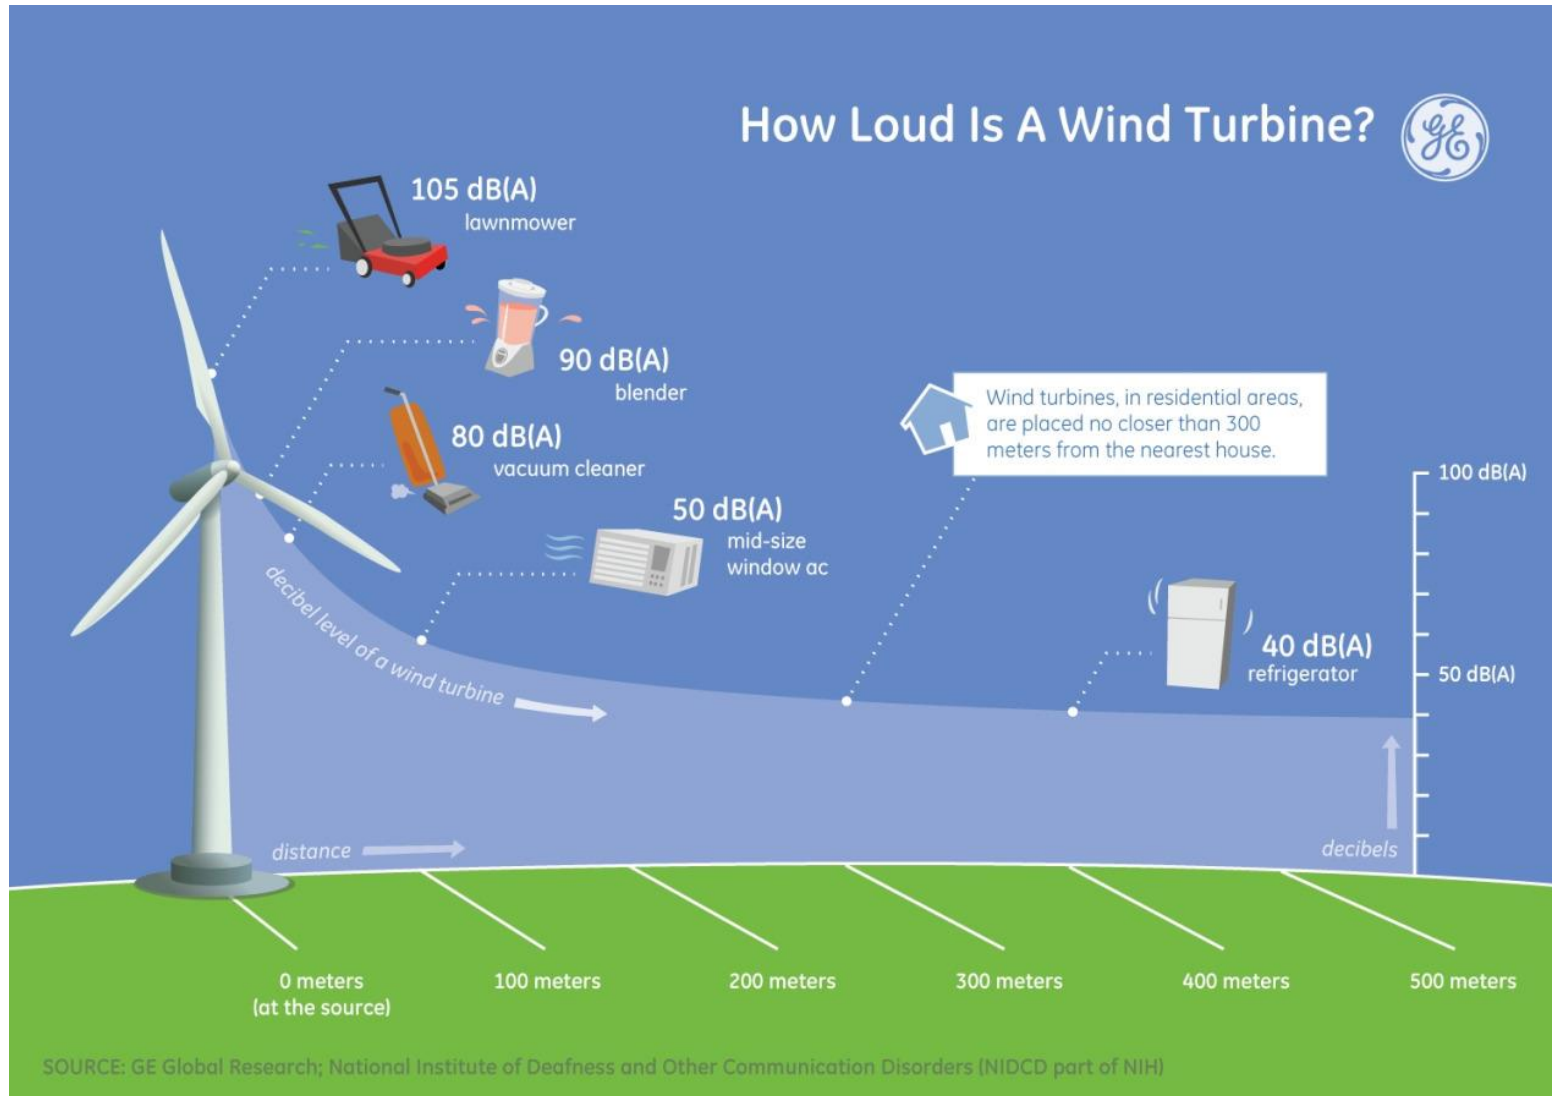 How Loud Is A Wind Turbine?
GE
105 dB(A)
lawnmower
90 dB(A)
blender
80 dB(A)
vacuum cleaner
50 dB(A)
mid-size
window ac
Wind turbines, in residential areas,
are placed no closer than 300
meters from the nearest house.
100 dB(A)
50 dB(A)
40 dB(A)
refrigerator
decibel level of a wind turbine
distance
decibels
0 meters
(at the source)
100 meters
200 meters
300 meters
400 meters
500 meters
SOURCE: GE Global Research; National Institute of Deafness and Other Communication Disorders (NIDCD part of NIH)